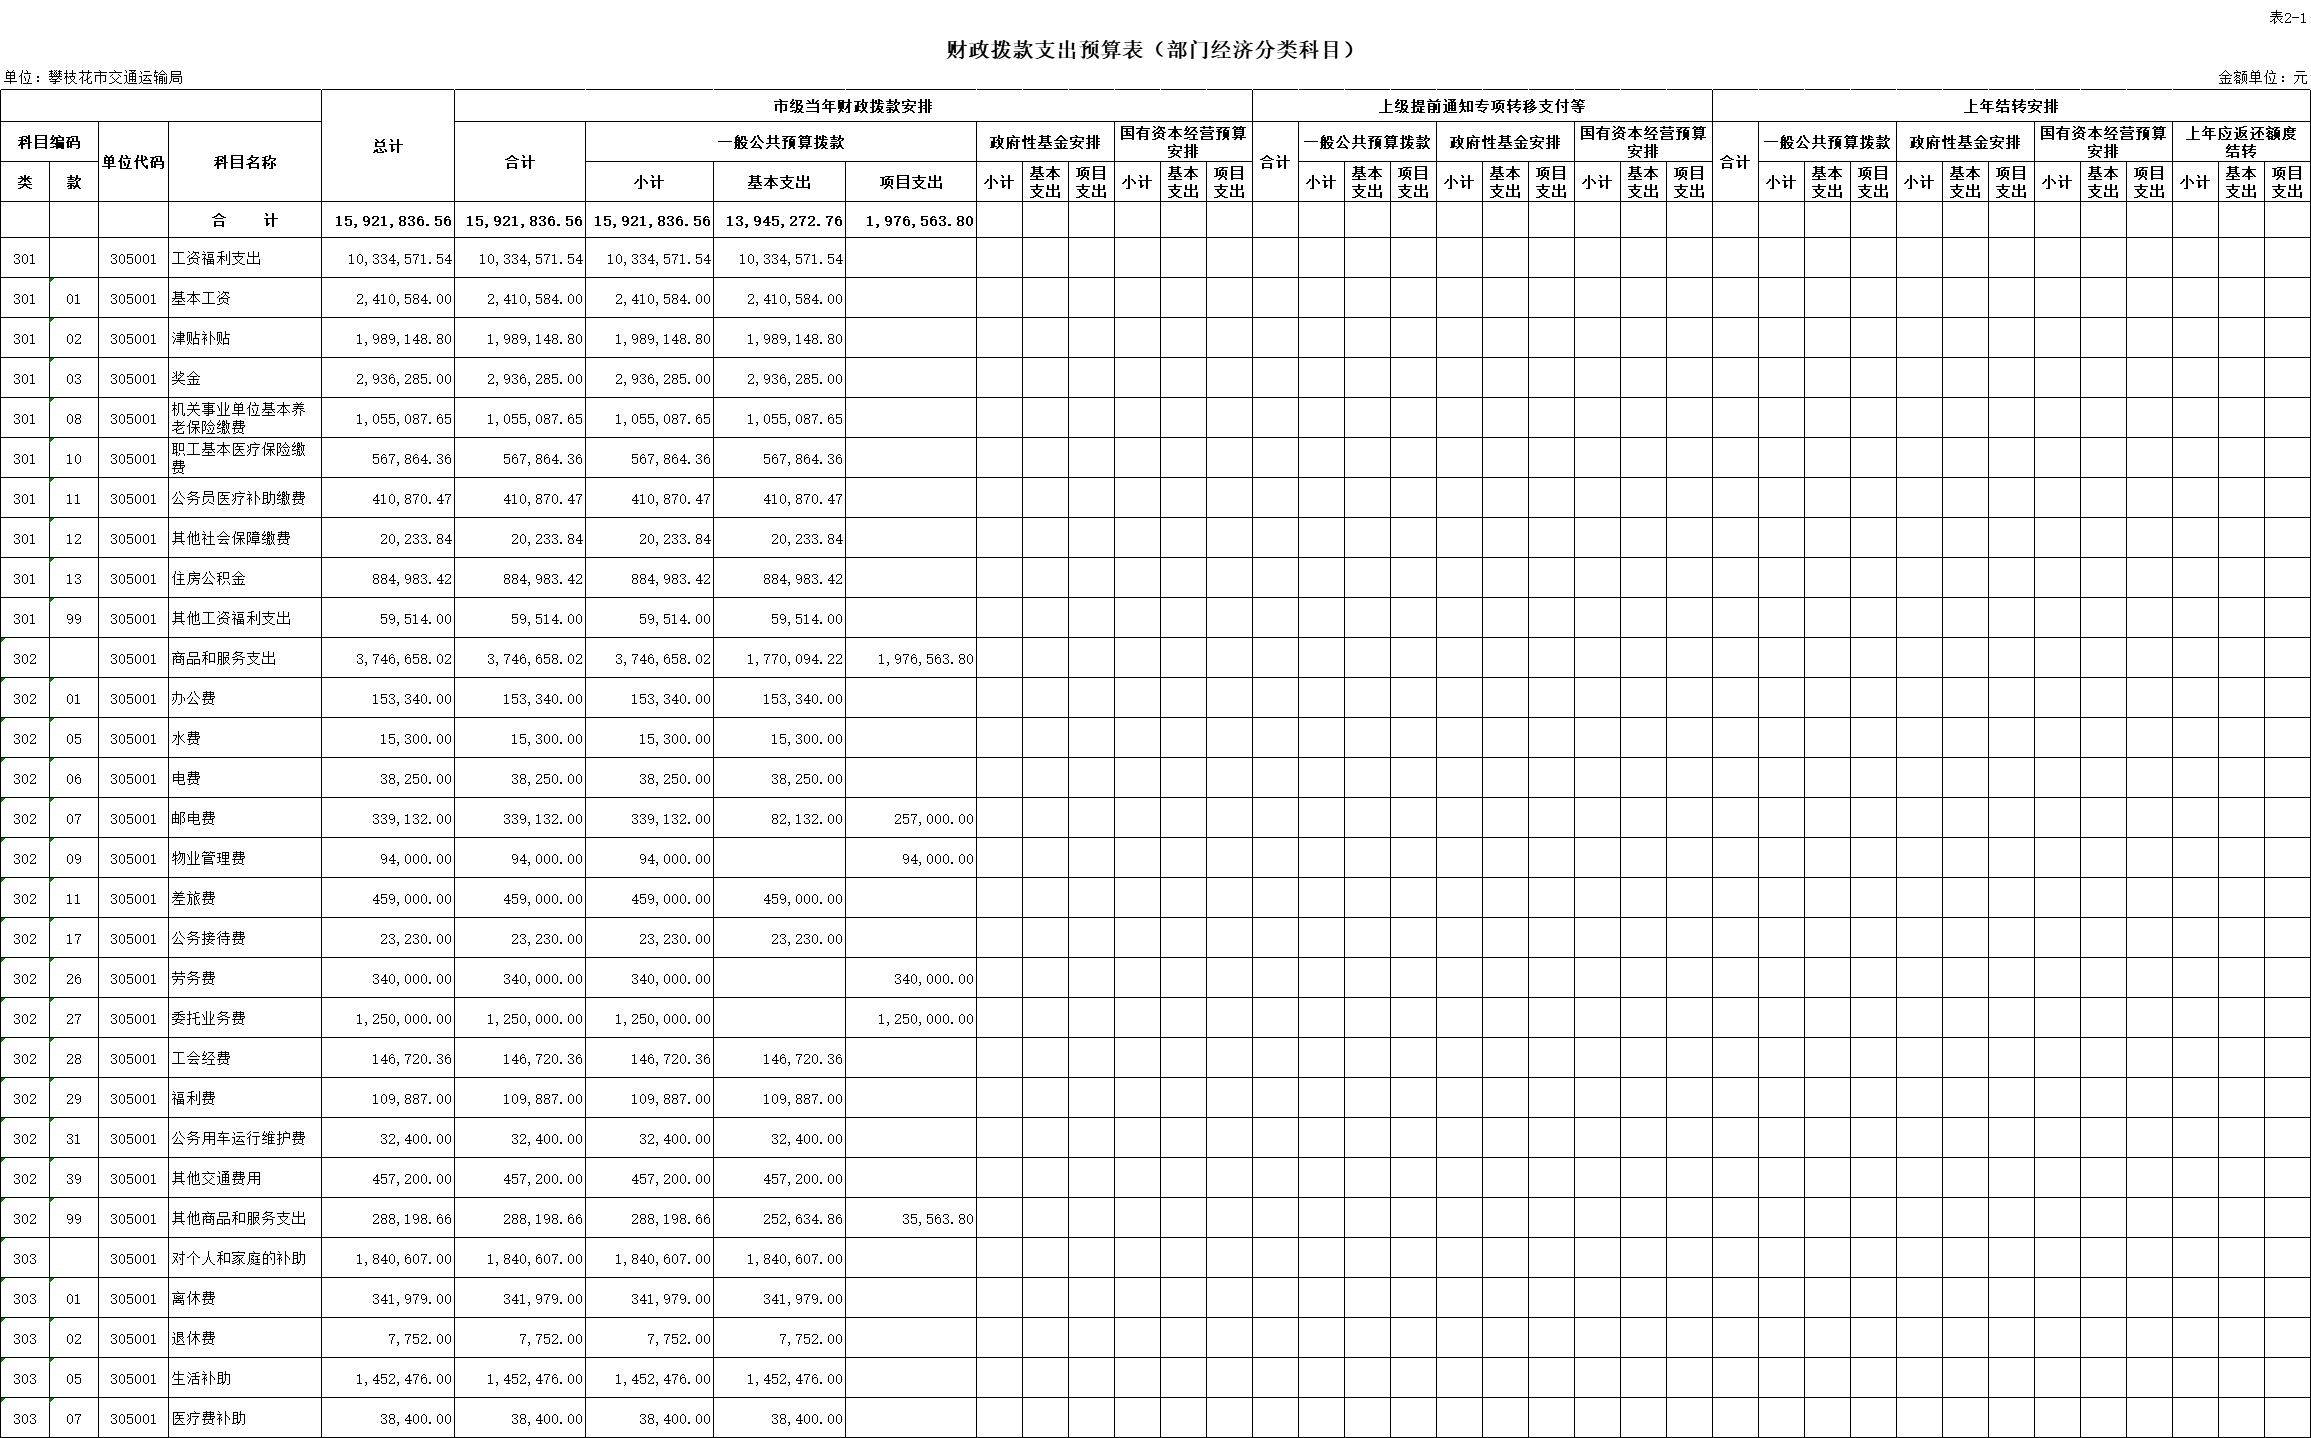 表2-1
财政拨款支出预算表（部门经济分类科目）
单位：攀枝花市交通运输局 金额单位：元
总计 市级当年财政拨款安排 上级提前通知专项转移支付等 上年结转安排
科目编码 单位代码 科目名称 合计 一般公共预算拨款 政府性基金安排 国有资本经营预算安排 合计 一般公共预算拨款 政府性基金安排 国有资本经营预算安排 合计 一般公共预算拨款 政府性基金安排 国有资本经营预算安排 上年应返还额度结转
类 款 小计 基本支出 项目支出 小计 基本支出 项目支出 小计 基本支出 项目支出 小计 基本支出 项目支出 小计 基本支出 项目支出 小计 基本支出 项目支出 小计 基本支出 项目支出 小计 基本支出 项目支出 小计 基本支出 项目支出 小计 基本支出 项目支出
合 计 15,921,836.56 15,921,836.56 15,921,836.56 13,945,272.76 1,976,563.80
301 305001 工资福利支出 10,334,571.54 10,334,571.54 10,334,571.54 10,334,571.54
301 01 305001 基本工资 2,410,584.00 2,410,584.00 2,410,584.00 2,410,584.00
301 02 305001 津贴补贴 1,989,148.80 1,989,148.80 1,989,148.80 1,989,148.80
301 03 305001 奖金 2,936,285.00 2,936,285.00 2,936,285.00 2,936,285.00
301 08 305001 机关事业单位基本养老保险缴费 1,055,087.65 1,055,087.65 1,055,087.65 1,055,087.65
301 10 305001 职工基本医疗保险缴费 567,864.36 567,864.36 567,864.36 567,864.36
301 11 305001 公务员医疗补助缴费 410,870.47 410,870.47 410,870.47 410,870.47
301 12 305001 其他社会保障缴费 20,233.84 20,233.84 20,233.84 20,233.84
301 13 305001 住房公积金 884,983.42 884,983.42 884,983.42 884,983.42
301 99 305001 其他工资福利支出 59,514.00 59,514.00 59,514.00 59,514.00
302 305001 商品和服务支出 3,746,658.02 3,746,658.02 3,746,658.02 1,770,094.22 1,976,563.80
302 01 305001 办公费 153,340.00 153,340.00 153,340.00 153,340.00
302 05 305001 水费 15,300.00 15,300.00 15,300.00 15,300.00
302 06 305001 电费 38,250.00 38,250.00 38,250.00 38,250.00
302 07 305001 邮电费 339,132.00 339,132.00 339,132.00 82,132.00 257,000.00
302 09 305001 物业管理费 94,000.00 94,000.00 94,000.00 94,000.00
302 11 305001 差旅费 459,000.00 459,000.00 459,000.00 459,000.00
302 17 305001 公务接待费 23,230.00 23,230.00 23,230.00 23,230.00
302 26 305001 劳务费 340,000.00 340,000.00 340,000.00 340,000.00
302 27 305001 委托业务费 1,250,000.00 1,250,000.00 1,250,000.00 1,250,000.00
302 28 305001 工会经费 146,720.36 146,720.36 146,720.36 146,720.36
302 29 305001 福利费 109,887.00 109,887.00 109,887.00 109,887.00
302 31 305001 公务用车运行维护费 32,400.00 32,400.00 32,400.00 32,400.00
302 39 305001 其他交通费用 457,200.00 457,200.00 457,200.00 457,200.00
302 99 305001 其他商品和服务支出 288,198.66 288,198.66 288,198.66 252,634.86 35,563.80
303 305001 对个人和家庭的补助 1,840,607.00 1,840,607.00 1,840,607.00 1,840,607.00
303 01 305001 离休费 341,979.00 341,979.00 341,979.00 341,979.00
303 02 305001 退休费 7,752.00 7,752.00 7,752.00 7,752.00
303 05 305001 生活补助 1,452,476.00 1,452,476.00 1,452,476.00 1,452,476.00
303 07 305001 医疗费补助 38,400.00 38,400.00 38,400.00 38,400.00